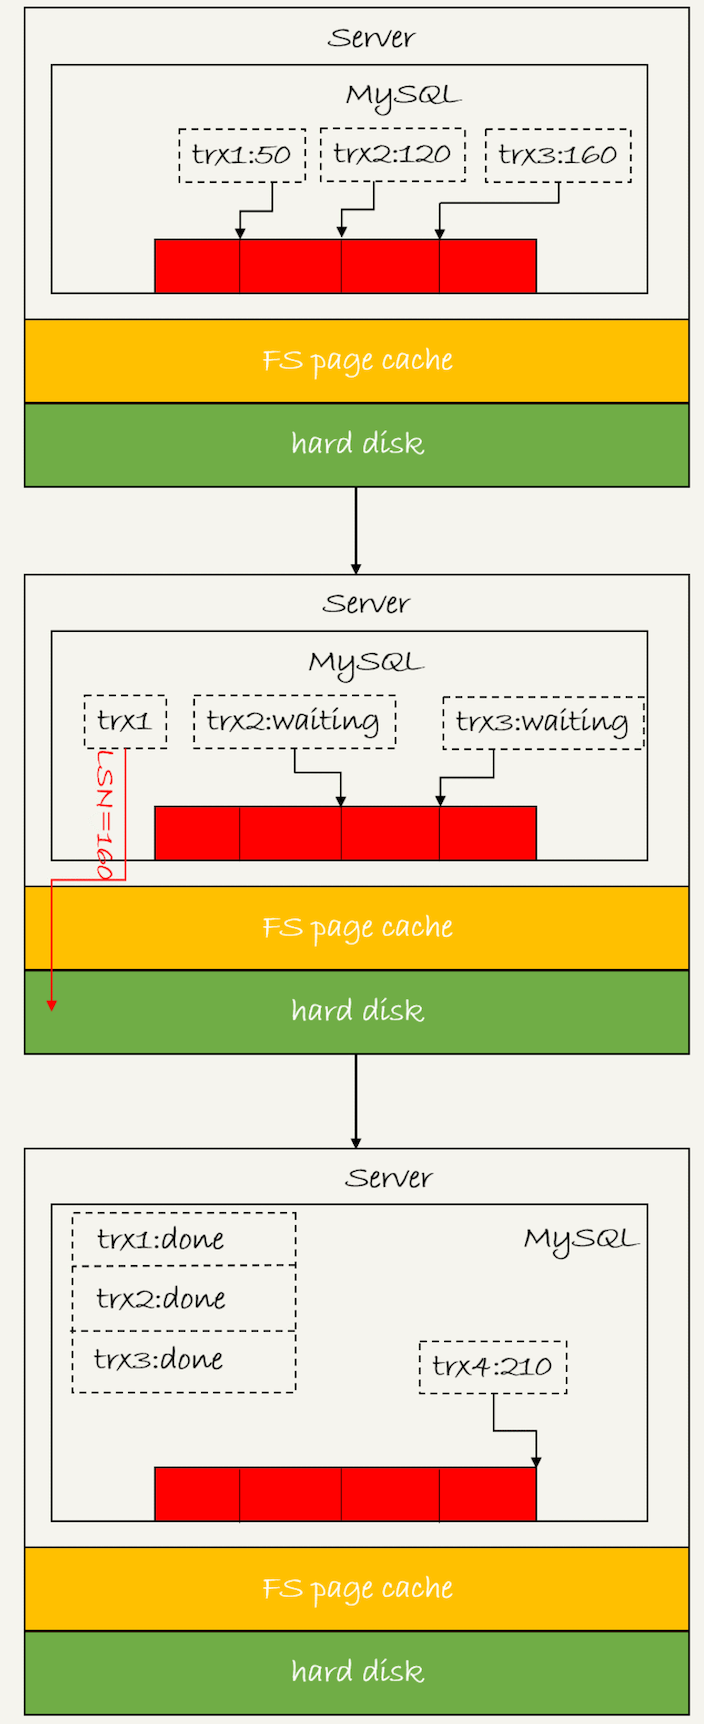 Server
MySQL
trx1:50 trx2:120 trx3:160
FS page cache
hard disk
Server
MySQL
trx1 trx2:waiting trx3:waiting
LSN=160
FS page cache
hard disk
Server
trx1:done
MySQL
trx2:done
trx3:done
trx4:210
FS page cache
hard disk